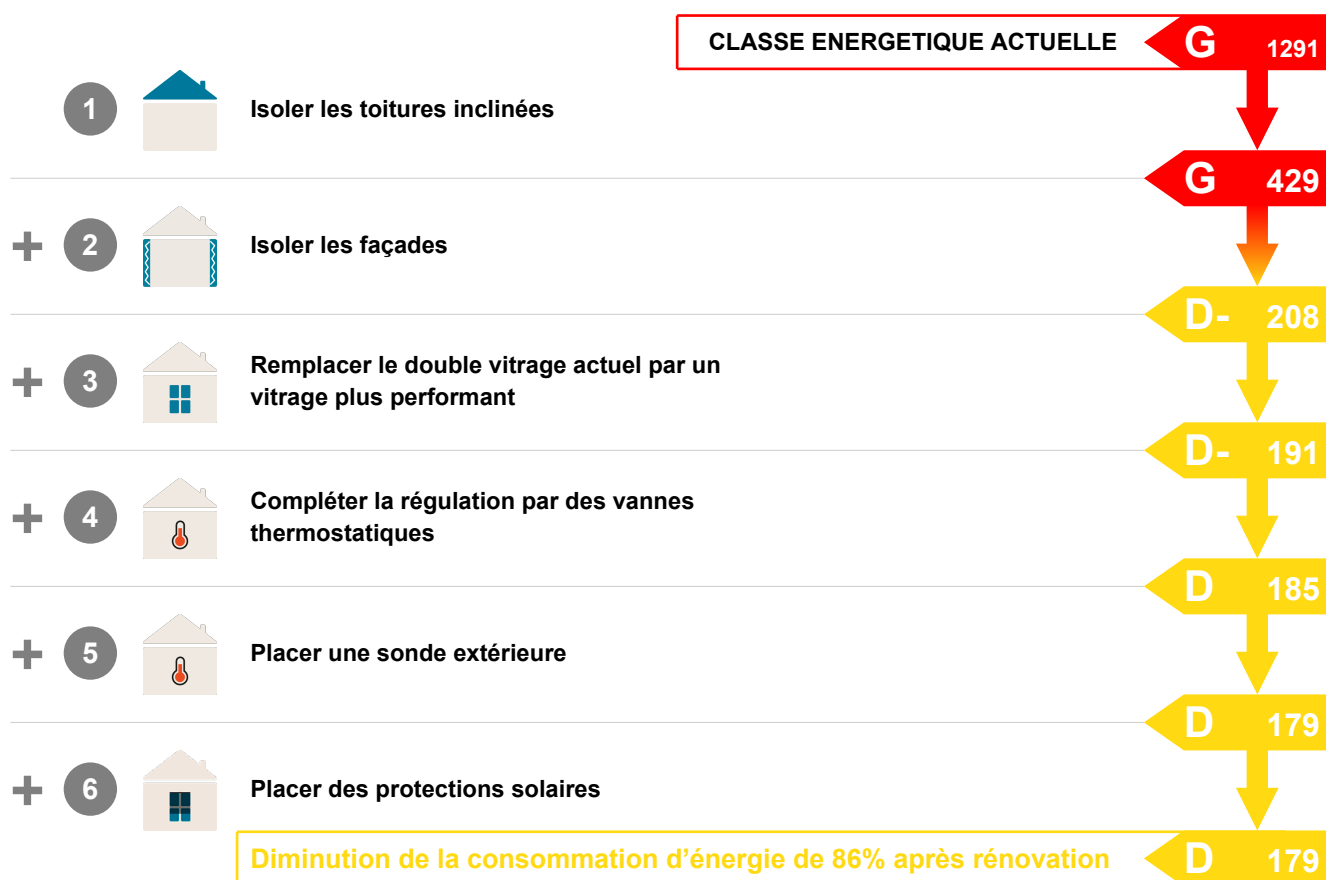 CLASSE ENERGETIQUE ACTUELLE G 1291
1 Isoler les toitures inclinées
G 429
+ 2 Isoler les façades
D- 208
+ 3 Remplacer le double vitrage actuel par un
vitrage plus performant
D- 191
+ 4 Compléter la régulation par des vannes
thermostatiques
D 185
+ 5 Placer une sonde extérieure
D 179
+ 6 Placer des protections solaires
Diminution de la consommation d’énergie de 86% après rénovation D 179